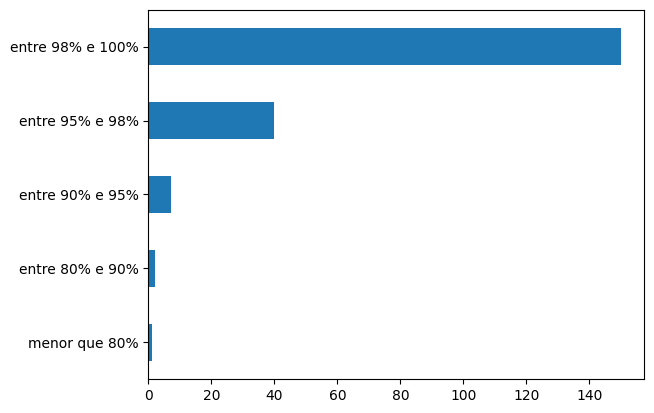 entre 98% e 100%
entre 95% e 98%
entre 90% e 95%
entre 80% e 90%
menor que 80%
0 20 40 60 80 100 120 140